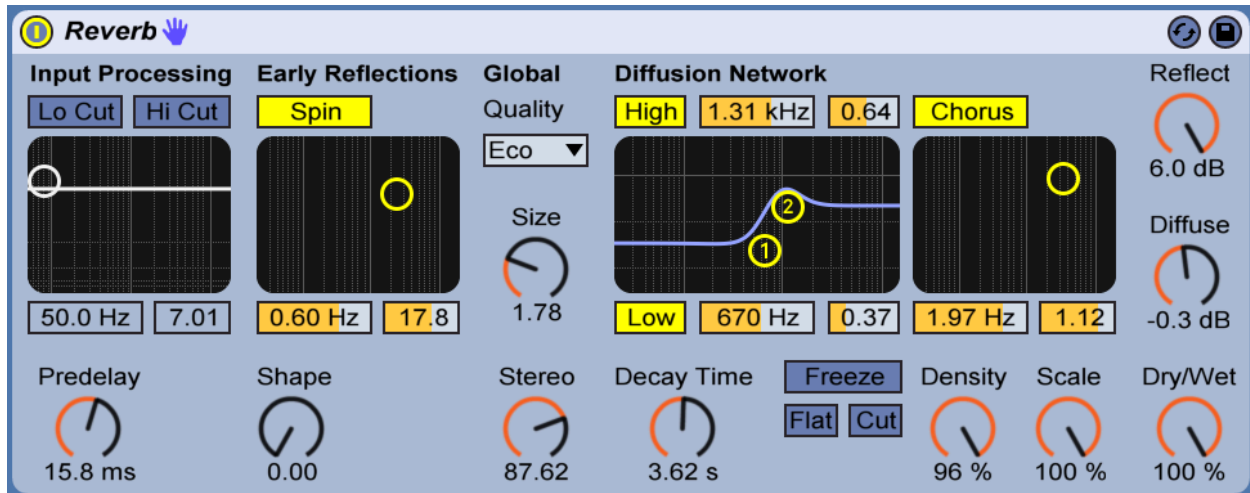 Reverb
Input Processing
Lo Cut Hi Cut
50.0 Hz 7.01
Predelay
15.8 ms
Early Reflections
Spin
0.60 Hz 17.8
Shape
0.00
Global
Quality
Eco
Size
1.78
Stereo
87.62
Diffusion Network
High 1.31 kHz 0.64 Chorus
2
1
Low 670 Hz 0.37 1.97 Hz 1.12
Decay Time
3.62 s
Freeze
Flat Cut
Density
96 %
Scale
100 %
Reflect
6.0 dB
Diffuse
-0.3 dB
Dry/Wet
100 %